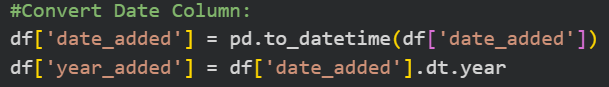 #Convert Date Column:
df['date_added'] = pd.to_datetime(df['date_added'])
df['year_added'] = df['date_added'].dt.year